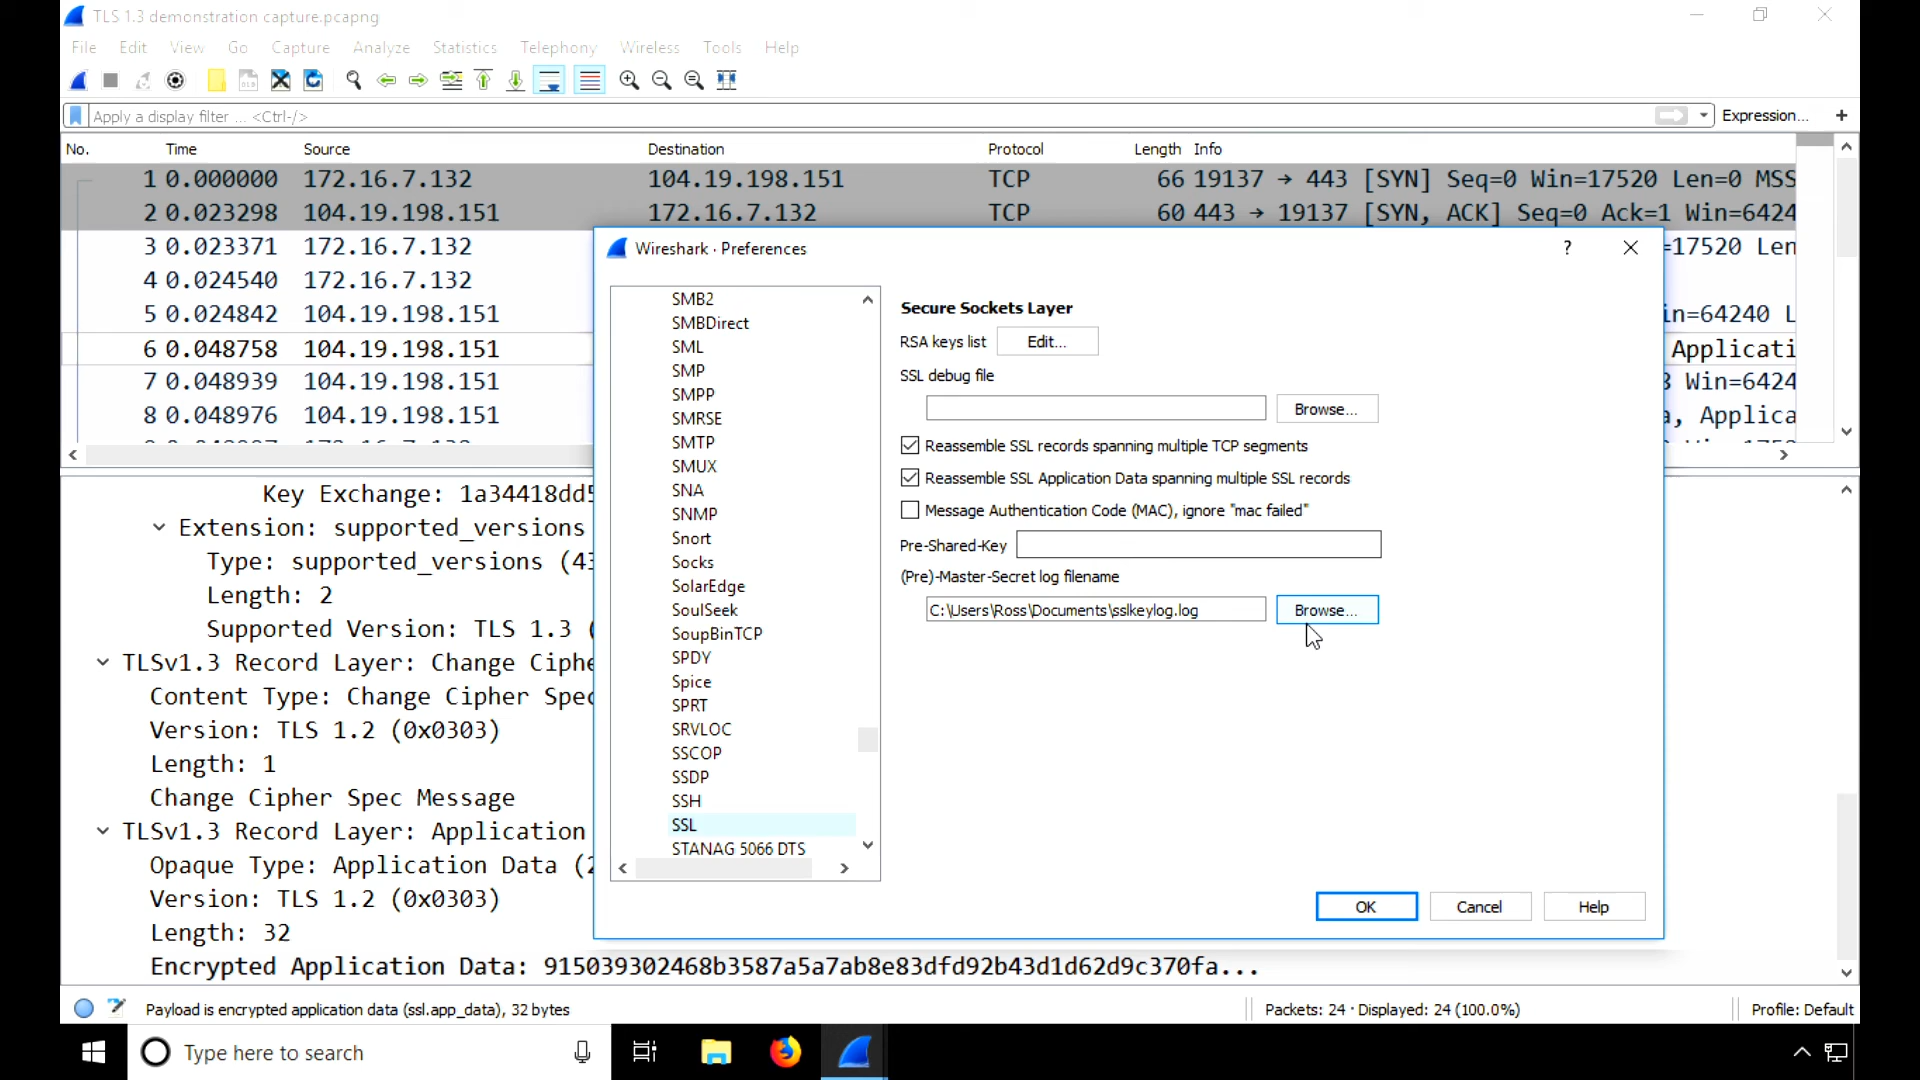 TLS 1.3 demonstration capture.pcapng
File Edit View Go Capture Analyze Statistics Telephony Wireless Tools Help
Apply a display filter ... <Ctrl-/> Expression... +
No. Time Source Destination Protocol Length Info
1 0.000000 172.16.7.132 104.19.198.151 TCP 66 19137 → 443 [SYN] Seq=0 Win=17520 Len=0 MSS
2 0.023298 104.19.198.151 172.16.7.132 TCP 60 443 → 19137 [SYN, ACK] Seq=0 Ack=1 Win=6424
3 0.023371 172.16.7.132 =17520 Len
4 0.024540 172.16.7.132
5 0.024842 104.19.198.151 in=64240 L
6 0.048758 104.19.198.151 Applicati
7 0.048939 104.19.198.151 Win=6424
8 0.048976 104.19.198.151 a, Applica
Wireshark · Preferences
?
SMB2
SMBDirect
SML
SMP
SMPP
SMRSE
SMTP
SMUX
SNA
SNMP
Snort
Socks
SolarEdge
SoulSeek
SoupBinTCP
SPDY
Spice
SPRT
SRVLOC
SSCOP
SSDP
SSH
SSL
STANAG 5066 DTS
Secure Sockets Layer
RSA keys list Edit...
SSL debug file
Browse...
Reassemble SSL records spanning multiple TCP segments
Reassemble SSL Application Data spanning multiple SSL records
Message Authentication Code (MAC), ignore "mac failed"
Pre-Shared-Key
(Pre)-Master-Secret log filename
C:\Users\Ross\Documents\sslkeylog.log Browse...
OK Cancel Help
Key Exchange: 1a34418dd5
Extension: supported_versions
Type: supported_versions (43
Length: 2
Supported Version: TLS 1.3 (
TLSv1.3 Record Layer: Change Ciphe
Content Type: Change Cipher Spec
Version: TLS 1.2 (0x0303)
Length: 1
Change Cipher Spec Message
TLSv1.3 Record Layer: Application
Opaque Type: Application Data (2
Version: TLS 1.2 (0x0303)
Length: 32
Encrypted Application Data: 915039302468b3587a5a7ab8e83dfd92b43d1d62d9c370fa...
Payload is encrypted application data (ssl.app_data), 32 bytes Packets: 24 · Displayed: 24 (100.0%) Profile: Default
Type here to search